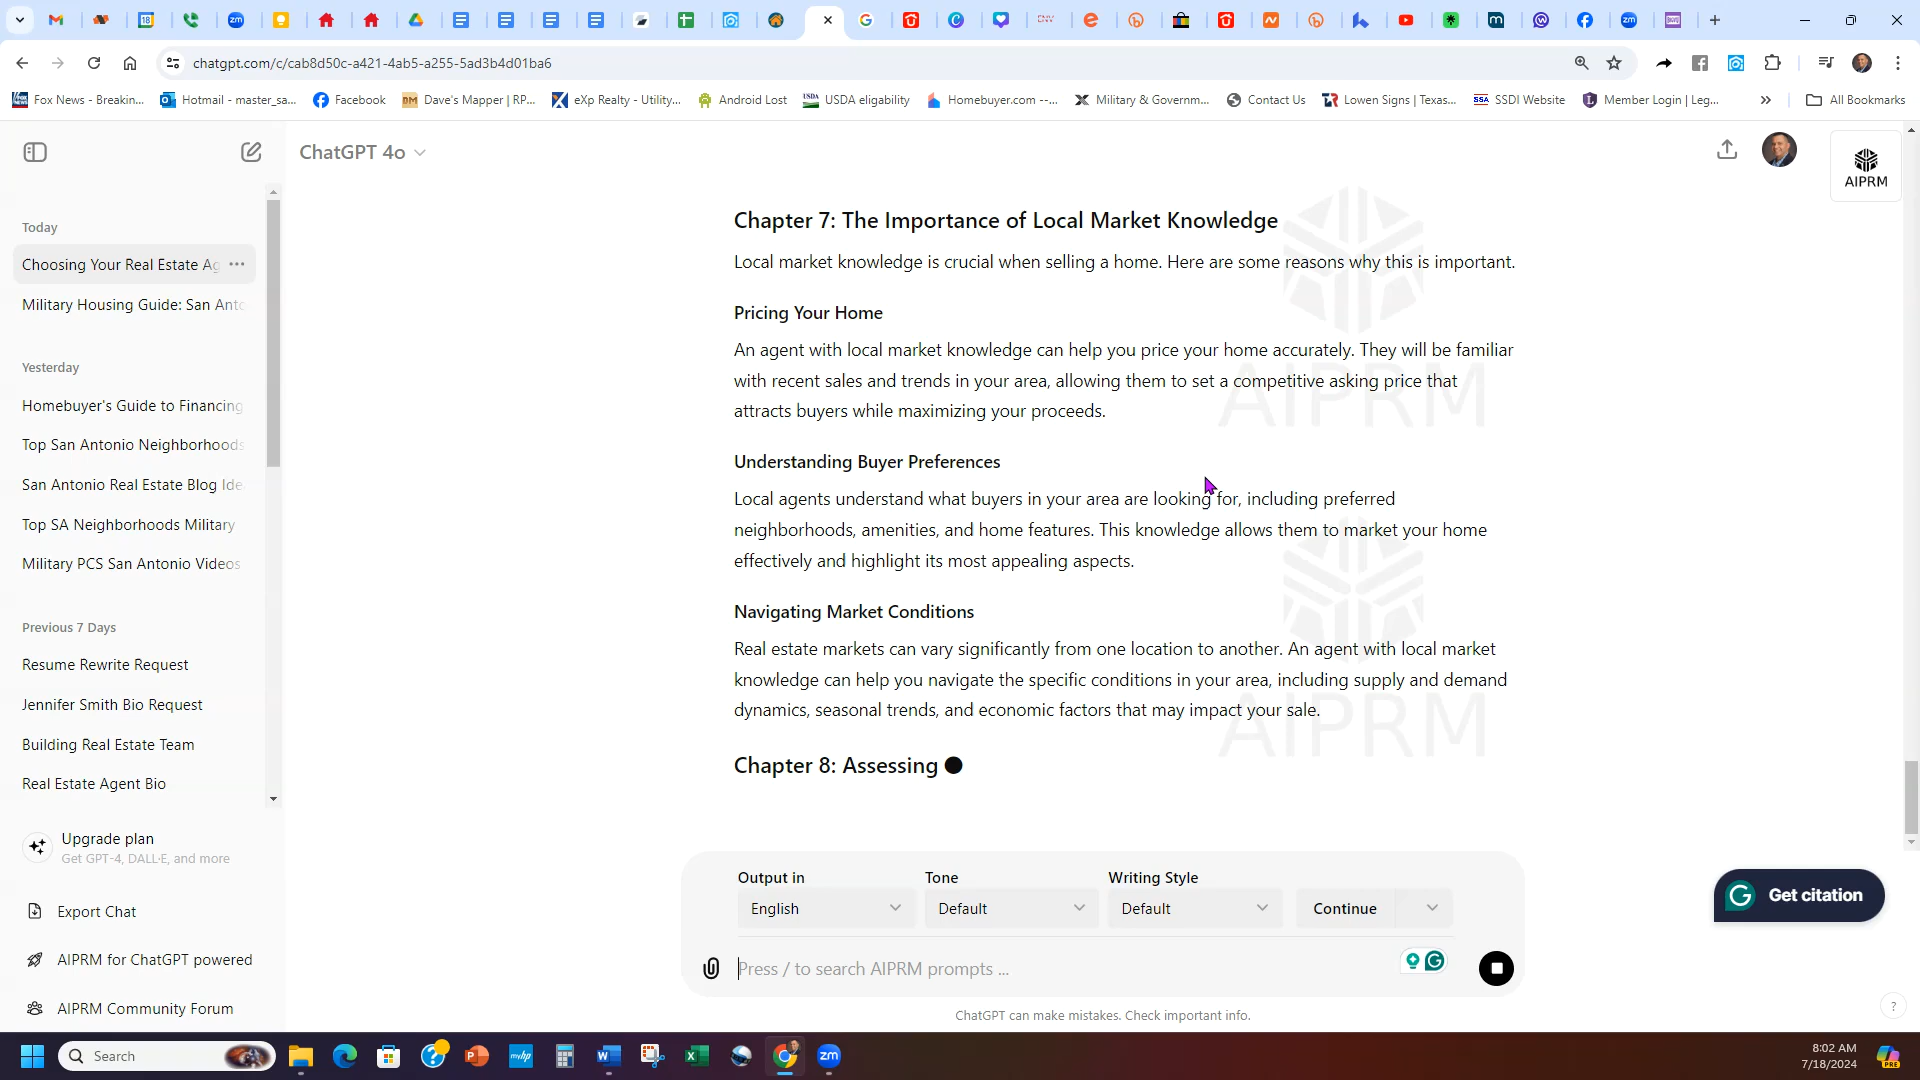 18
zm
zm
chatgpt.com/c/cab8d50c-a421-4ab5-a255-5ad3b4d01ba6
Fox News - Breakin...
Hotmail - master_sa...
Facebook
DM Dave's Mapper | RP...
eXp Realty - Utility...
Android Lost
USDA USDA eligibility
Homebuyer.com --...
Military & Governm...
Contact Us
Lowen Signs | Texas...
SSA SSDI Website
Member Login | Leg...
»
All Bookmarks
ChatGPT 4o
AIPRM
Today
Choosing Your Real Estate Ag
Military Housing Guide: San Anto
Yesterday
Homebuyer's Guide to Financing
Top San Antonio Neighborhoods
San Antonio Real Estate Blog Ide
Top SA Neighborhoods Military
Military PCS San Antonio Videos
Previous 7 Days
Resume Rewrite Request
Jennifer Smith Bio Request
Building Real Estate Team
Real Estate Agent Bio
Upgrade plan
Get GPT-4, DALL·E, and more
Export Chat
AIPRM for ChatGPT powered
AIPRM Community Forum
Chapter 7: The Importance of Local Market Knowledge
Local market knowledge is crucial when selling a home. Here are some reasons why this is important.
Pricing Your Home
An agent with local market knowledge can help you price your home accurately. They will be familiar
with recent sales and trends in your area, allowing them to set a competitive asking price that
attracts buyers while maximizing your proceeds.
AIPRM
Understanding Buyer Preferences
Local agents understand what buyers in your area are looking for, including preferred
neighborhoods, amenities, and home features. This knowledge allows them to market your home
effectively and highlight its most appealing aspects.
Navigating Market Conditions
Real estate markets can vary significantly from one location to another. An agent with local market
knowledge can help you navigate the specific conditions in your area, including supply and demand
dynamics, seasonal trends, and economic factors that may impact your sale.
AIPRM
Chapter 8: Assessing
Output in
Tone
Writing Style
English
Default
Default
Continue
Press / to search AIPRM prompts ...
Get citation
ChatGPT can make mistakes. Check important info.
?
Search
zm
8:02 AM
7/18/2024
PRE